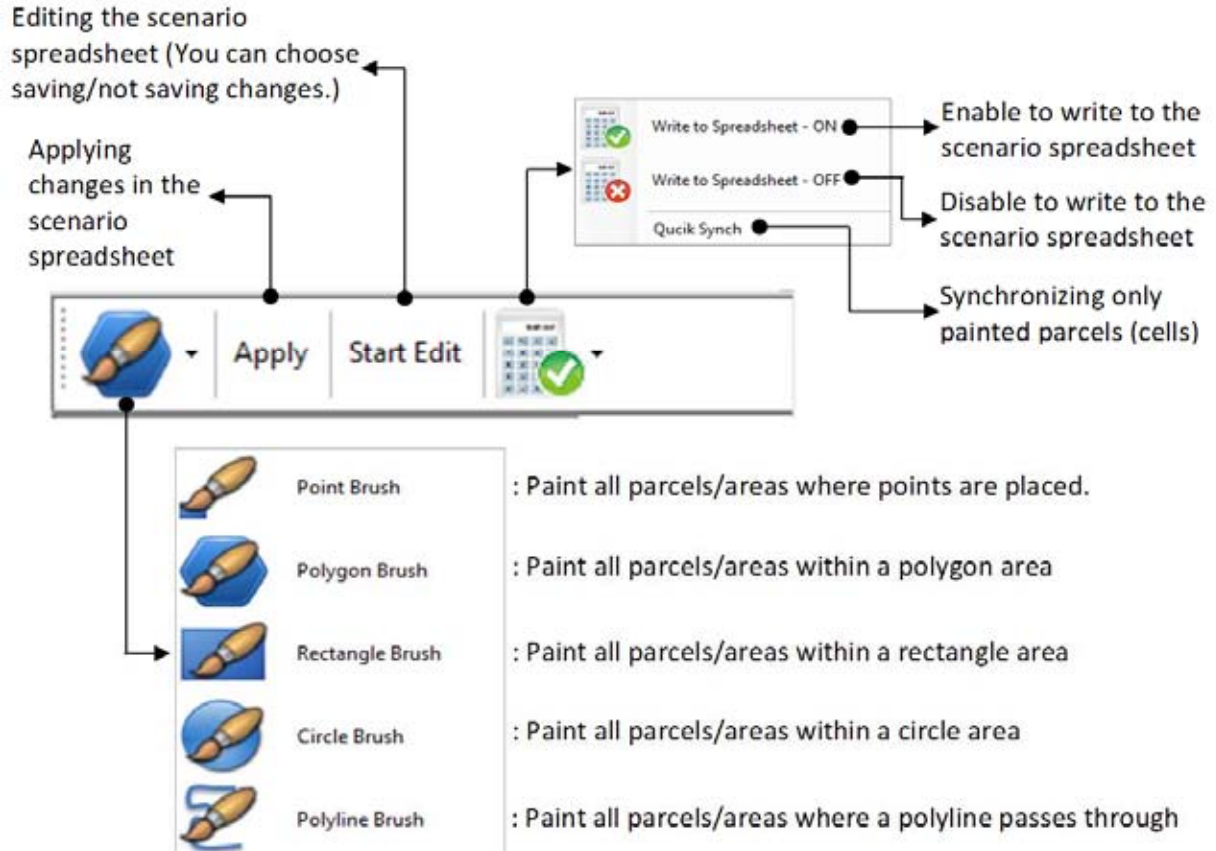 Editing the scenario
spreadsheet (You can choose
saving/not saving changes.)
Applying
changes in the
scenario
spreadsheet
Write to Spreadsheet - ON
Write to Spreadsheet - OFF
Qucik Synch
Enable to write to the
scenario spreadsheet
Disable to write to the
scenario spreadsheet
Synchronizing only
painted parcels (cells)
Apply
Start Edit
Point Brush : Paint all parcels/areas where points are placed.
Polygon Brush : Paint all parcels/areas within a polygon area
Rectangle Brush : Paint all parcels/areas within a rectangle area
Circle Brush : Paint all parcels/areas within a circle area
Polyline Brush : Paint all parcels/areas where a polyline passes through